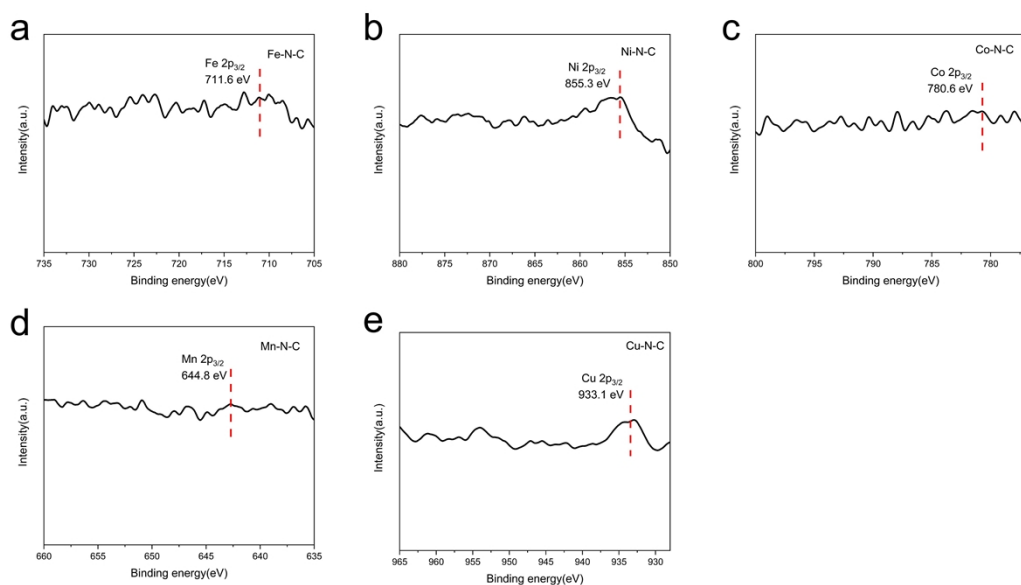 a
Fe-N-C
Fe 2p3/2
711.6 eV
Intensity(a.u.)
735 730 725 720 715 710 705
Binding energy(eV)
b
Ni-N-C
Ni 2p3/2
855.3 eV
Intensity(a.u.)
880 875 870 865 860 855 850
Binding energy(eV)
c
Co-N-C
Co 2p3/2
780.6 eV
Intensity(a.u.)
800 795 790 785 780
Binding energy(eV)
d
Mn-N-C
Mn 2p3/2
644.8 eV
Intensity(a.u.)
660 655 650 645 640 635
Binding energy(eV)
e
Cu-N-C
Cu 2p3/2
933.1 eV
Intensity(a.u.)
965 960 955 950 945 940 935 930
Binding energy(eV)